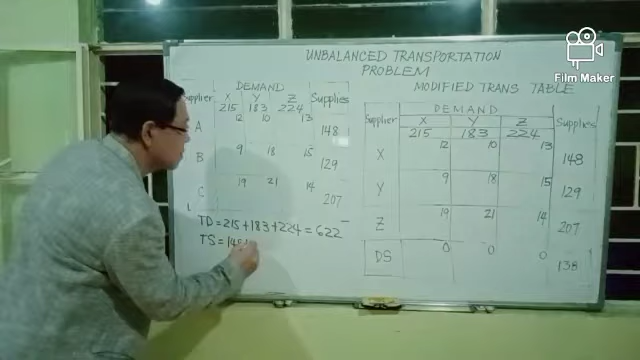 UNBALANCED TRANSPORTATION
PROBLEM
Film Maker
DEMAND
Supplier X Y Z Supplies
215 183 224
A 12 10 13 148
B 9 18 15 129
C 19 21 14 207
TD = 215 + 183 + 224 = 622
TS = 148
MODIFIED TRANS TABLE
DEMAND
Supplier X Y Z Supplies
215 183 224
X 12 10 13 148
Y 9 18 15 129
Z 19 21 14 207
DS 0 0 0 138